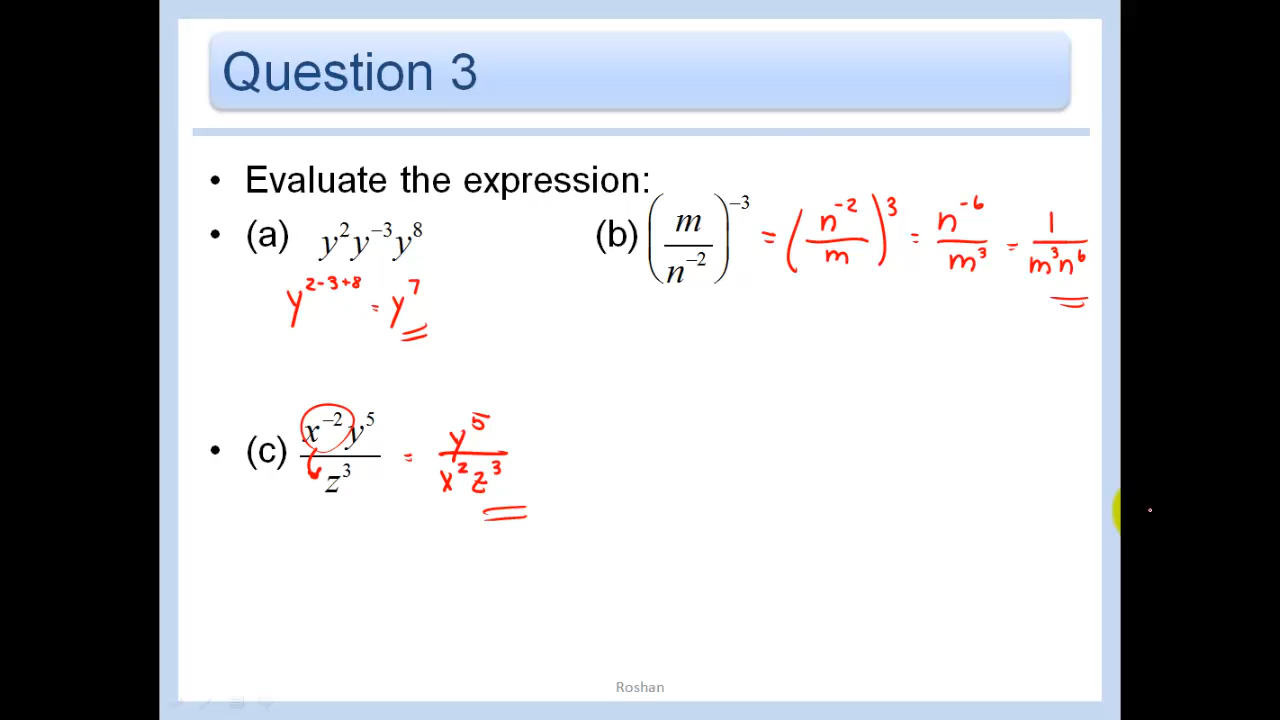 Question 3
• Evaluate the expression:
• (a) y²y⁻³y⁸
y²⁻³⁺⁸ = y⁷
(b) (m/n⁻²)⁻³ = (n⁻²/m)³ = n⁻⁶/m³ = 1/m³n⁶
• (c) x⁻²y⁵/z³ = y⁵/x²z³
Roshan